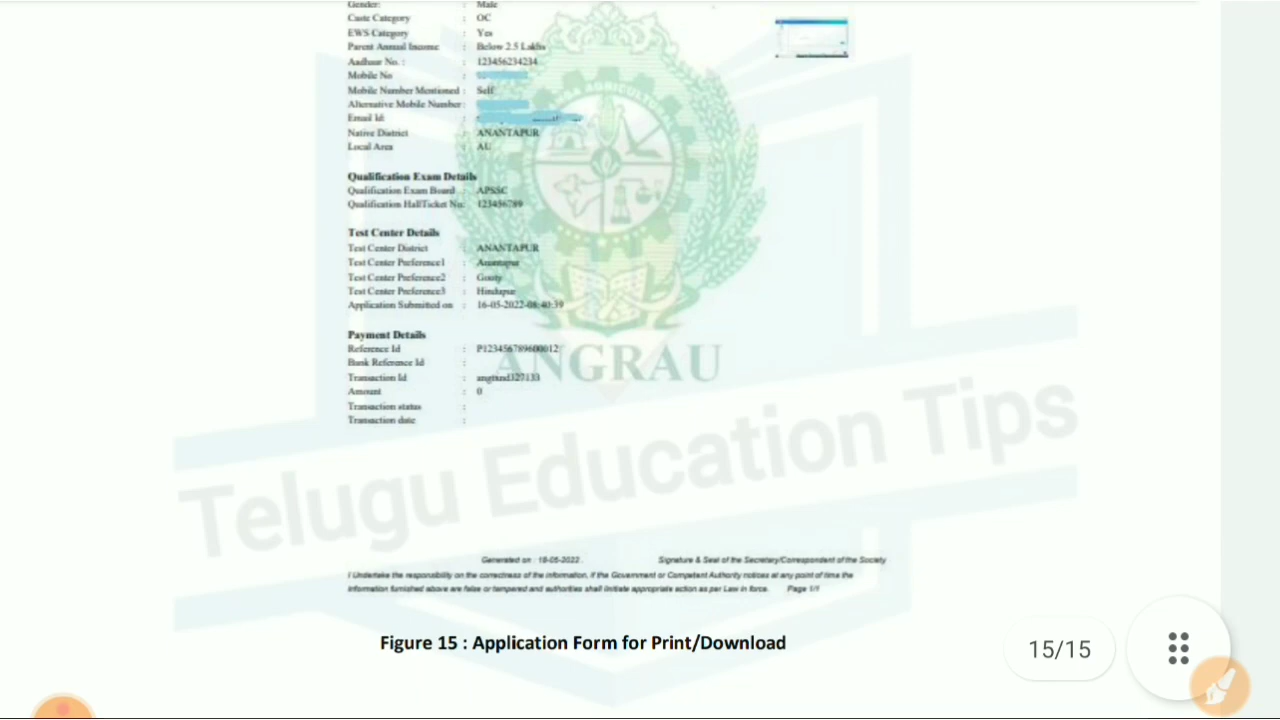 Gender: : Male
Caste Category : OC
EWS Category : Yes
Parent Annual Income : Below 2.5 Lakhs
Aadhaar No. : : 123456234234
Mobile No :
Mobile Number Mentioned : Self
Alternative Mobile Number:
Email Id: :
Native District : ANANTAPUR
Local Area : AU
Qualification Exam Details
Qualification Exam Board : APSSC
Qualification HallTicket No: 123456789
Test Center Details
Test Center District : ANANTAPUR
Test Center Preference1 : Anantapur
Test Center Preference2 : Gooty
Test Center Preference3 : Hindupur
Application Submitted on : 16-05-2022-08:40:39
Payment Details
Reference Id : P123456789600012
Bank Reference Id :
Transaction Id :
Amount : 0
Transaction status :
Transaction date :
ANGRAU
Telugu Education Tips
Generated on : 18-05-2022 . Signature & Seal of the Secretary/Correspondent of the Society
I Undertake the responsibility on the correctness of the information, if the Government or Competent Authority notices at any point of time the
information furnished above are false or tampered and authorities shall (initiate appropriate action as per Law in force. Page 1/1
Figure 15 : Application Form for Print/Download
15/15